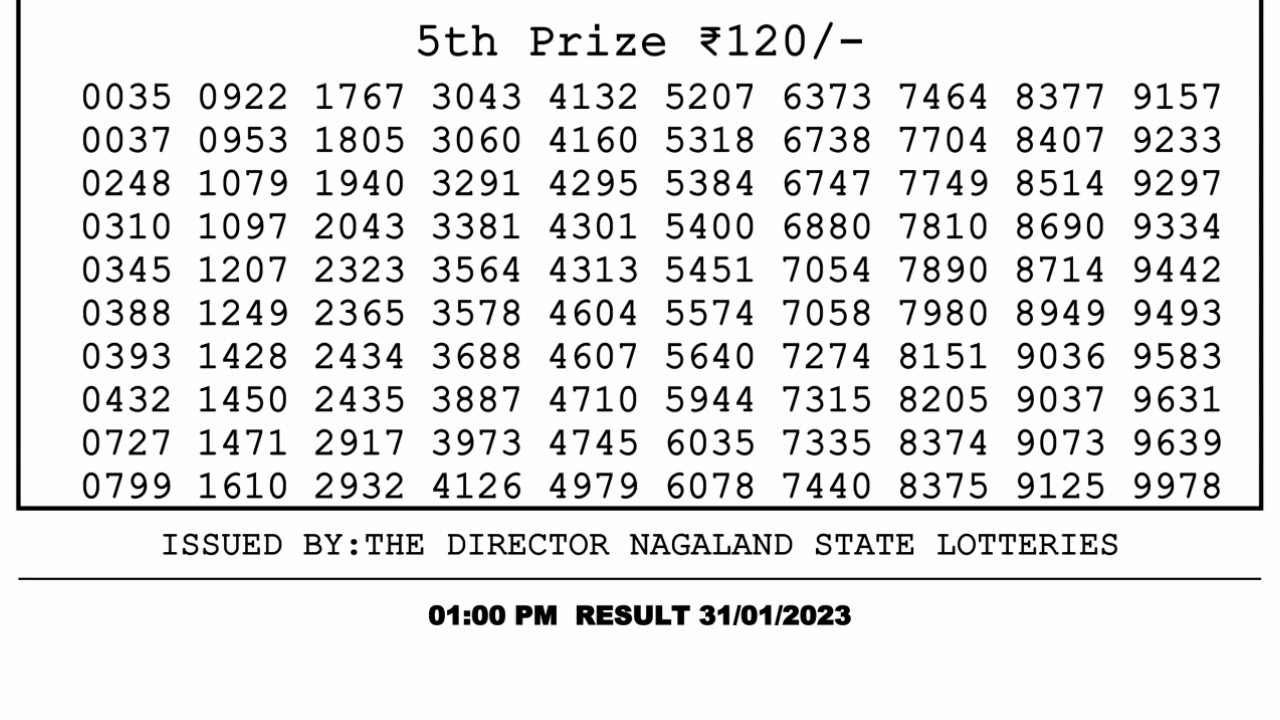 5th Prize ₹120/-
0035 0922 1767 3043 4132 5207 6373 7464 8377 9157
0037 0953 1805 3060 4160 5318 6738 7704 8407 9233
0248 1079 1940 3291 4295 5384 6747 7749 8514 9297
0310 1097 2043 3381 4301 5400 6880 7810 8690 9334
0345 1207 2323 3564 4313 5451 7054 7890 8714 9442
0388 1249 2365 3578 4604 5574 7058 7980 8949 9493
0393 1428 2434 3688 4607 5640 7274 8151 9036 9583
0432 1450 2435 3887 4710 5944 7315 8205 9037 9631
0727 1471 2917 3973 4745 6035 7335 8374 9073 9639
0799 1610 2932 4126 4979 6078 7440 8375 9125 9978
ISSUED BY:THE DIRECTOR NAGALAND STATE LOTTERIES
01:00 PM RESULT 31/01/2023